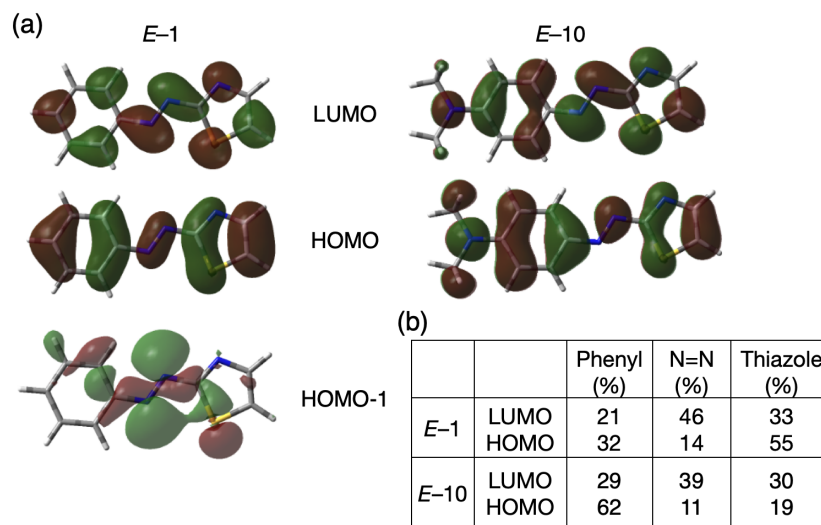 (a)
E–1
E–10
LUMO
HOMO
HOMO-1
(b)
Phenyl (%) N=N (%) Thiazole (%)
E–1 LUMO 21 46 33
HOMO 32 14 55
E–10 LUMO 29 39 30
HOMO 62 11 19